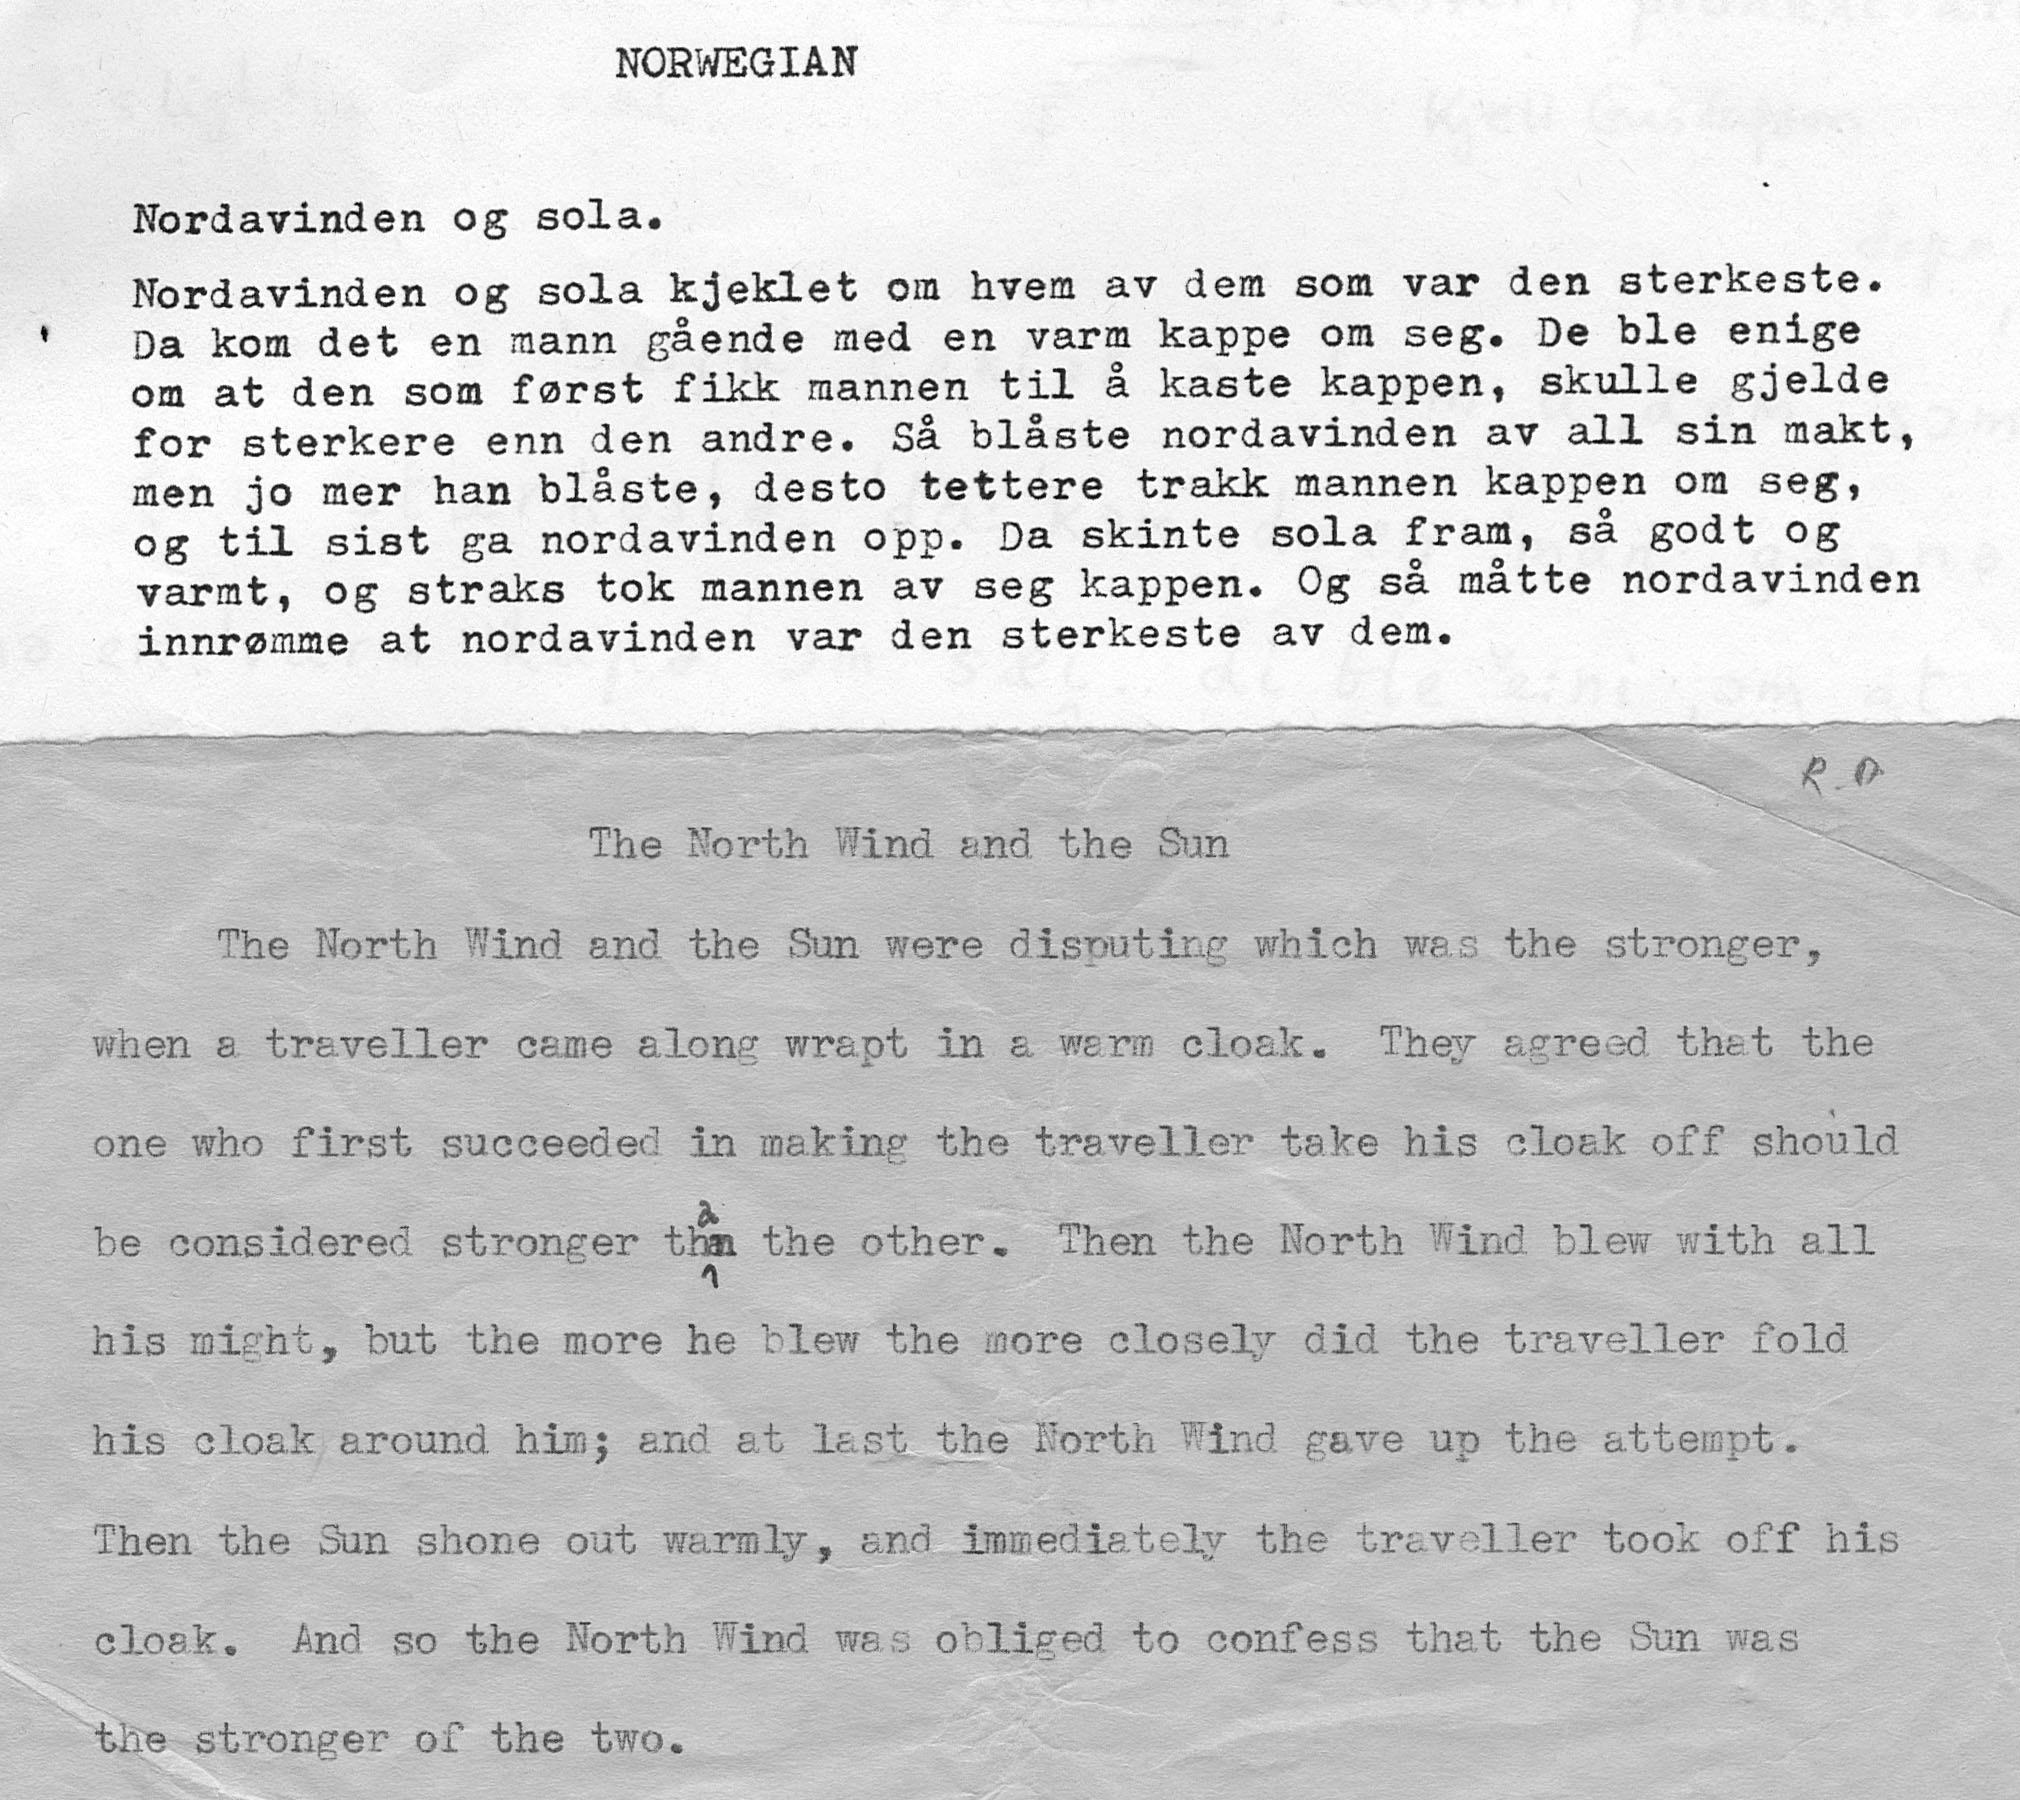 NORWEGIAN
Nordavinden og sola.
Nordavinden og sola kjeklet om hvem av dem som var den sterkeste.
Da kom det en mann gående med en varm kappe om seg. De ble enige
om at den som først fikk mannen til å kaste kappen, skulle gjelde
for sterkere enn den andre. Så blåste nordavinden av all sin makt,
men jo mer han blåste, desto tettere trakk mannen kappen om seg,
og til sist ga nordavinden opp. Da skinte sola fram, så godt og
varmt, og straks tok mannen av seg kappen. Og så måtte nordavinden
innrømme at nordavinden var den sterkeste av dem.
R.D
The North Wind and the Sun
The North Wind and the Sun were disputing which was the stronger,
when a traveller came along wrapt in a warm cloak. They agreed that the
one who first succeeded in making the traveller take his cloak off should
be considered stronger than the other. Then the North Wind blew with all
his might, but the more he blew the more closely did the traveller fold
his cloak around him; and at last the North Wind gave up the attempt.
Then the Sun shone out warmly, and immediately the traveller took off his
cloak. And so the North Wind was obliged to confess that the Sun was
the stronger of the two.